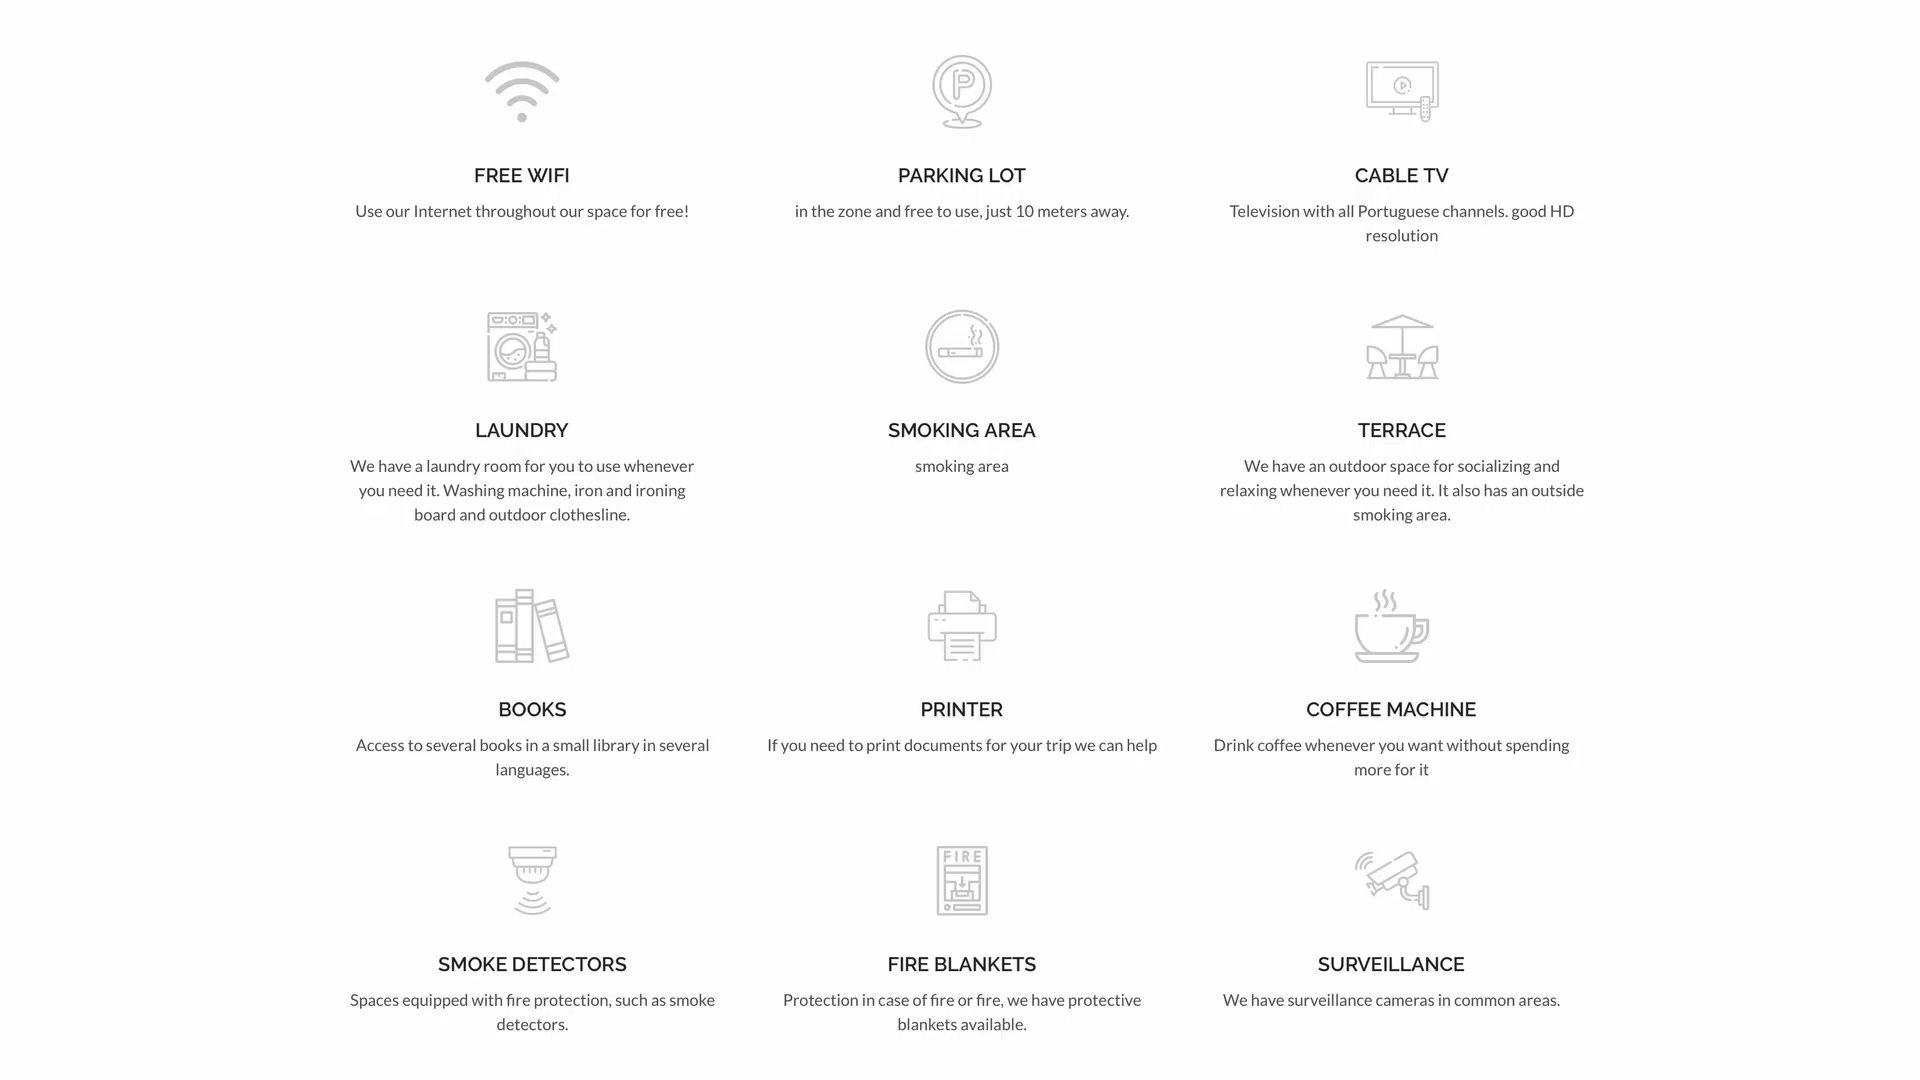 FREE WIFI
Use our Internet throughout our space for free!
PARKING LOT
in the zone and free to use, just 10 meters away.
CABLE TV
Television with all Portuguese channels. good HD
resolution
LAUNDRY
We have a laundry room for you to use whenever
you need it. Washing machine, iron and ironing
board and outdoor clothesline.
SMOKING AREA
smoking area
TERRACE
We have an outdoor space for socializing and
relaxing whenever you need it. It also has an outside
smoking area.
BOOKS
Access to several books in a small library in several
languages.
PRINTER
If you need to print documents for your trip we can help
COFFEE MACHINE
Drink coffee whenever you want without spending
more for it
SMOKE DETECTORS
Spaces equipped with fire protection, such as smoke
detectors.
FIRE
FIRE BLANKETS
Protection in case of fire or fire, we have protective
blankets available.
SURVEILLANCE
We have surveillance cameras in common areas.